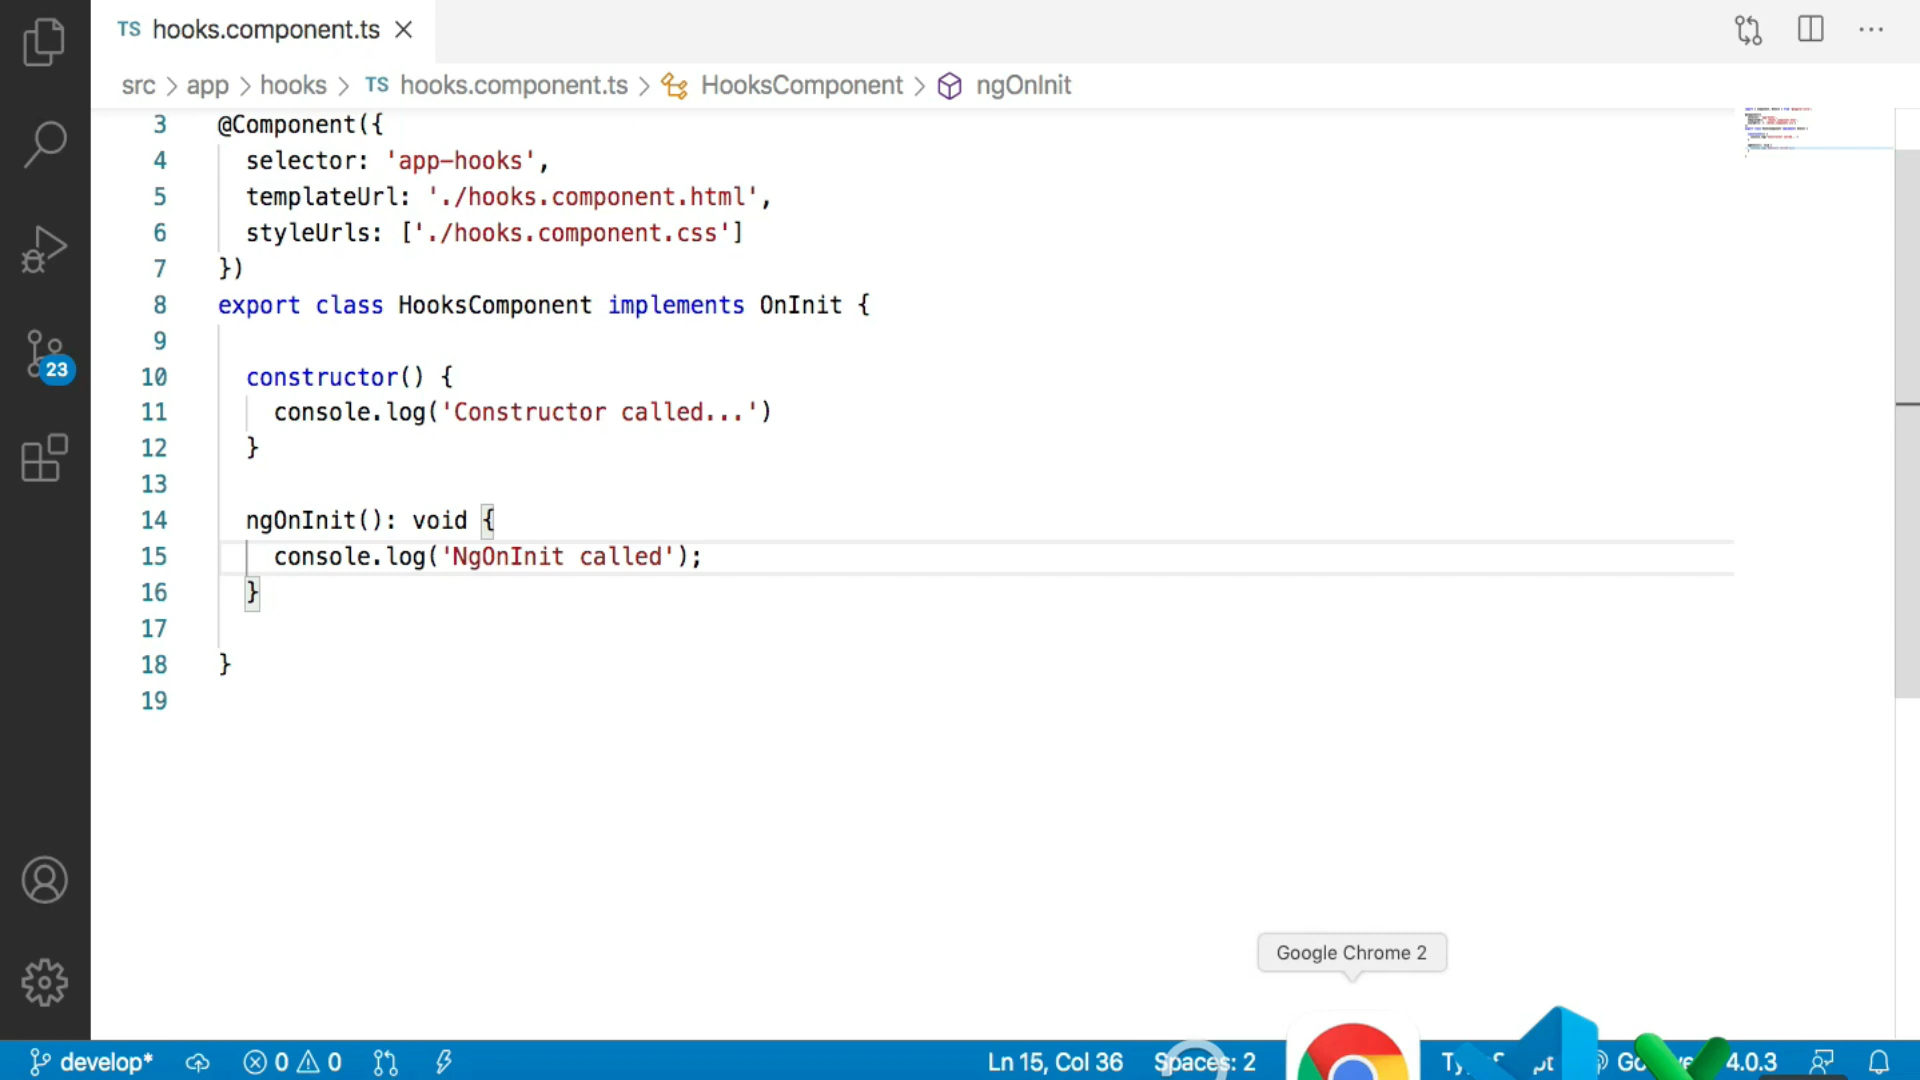 TS hooks.component.ts
src > app > hooks > TS hooks.component.ts > HooksComponent > ngOnInit
3 @Component({
4 selector: 'app-hooks',
5 templateUrl: './hooks.component.html',
6 styleUrls: ['./hooks.component.css']
7 })
8 export class HooksComponent implements OnInit {
9
10 constructor() {
11 console.log('Constructor called...')
12 }
13
14 ngOnInit(): void {
15 console.log('NgOnInit called');
16 }
17
18 }
19
23
Google Chrome 2
develop* 0 0 Ln 15, Col 36 Spaces: 2 4.0.3